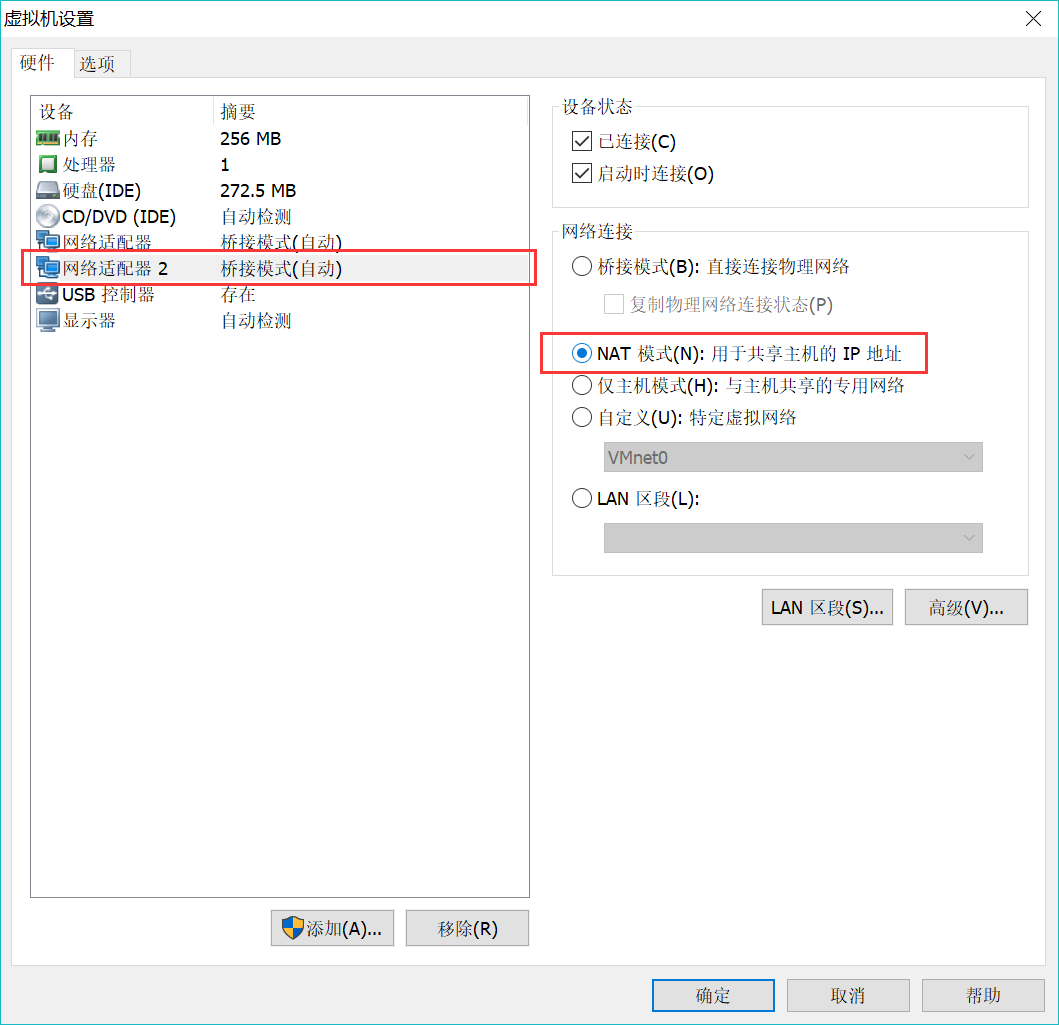 虚拟机设置
硬件 选项
设备 摘要
内存 256 MB
处理器 1
硬盘(IDE) 272.5 MB
CD/DVD (IDE) 自动检测
网络适配器 桥接模式(自动)
网络适配器 2 桥接模式(自动)
USB 控制器 存在
显示器 自动检测
添加(A)... 移除(R)
设备状态
已连接(C)
启动时连接(O)
网络连接
桥接模式(B): 直接连接物理网络
复制物理网络连接状态(P)
NAT 模式(N): 用于共享主机的 IP 地址
仅主机模式(H): 与主机共享的专用网络
自定义(U): 特定虚拟网络
VMnet0
LAN 区段(L):
LAN 区段(S)... 高级(V)...
确定 取消 帮助